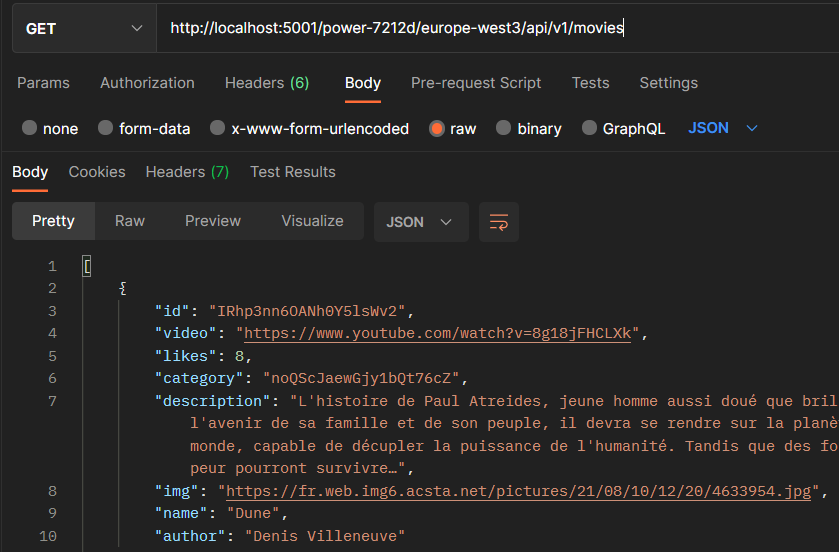 GET http://localhost:5001/power-7212d/europe-west3/api/v1/movies
Params Authorization Headers (6) Body Pre-request Script Tests Settings
none form-data x-www-form-urlencoded raw binary GraphQL JSON
Body Cookies Headers (7) Test Results
Pretty Raw Preview Visualize JSON
1 [
2 {
3 "id": "IRhp3nn6OANh0Y5lsWv2",
4 "video": "https://www.youtube.com/watch?v=8g18jFHCLXk",
5 "likes": 8,
6 "category": "noQScJaewGjy1bQt76cZ",
7 "description": "L'histoire de Paul Atreides, jeune homme aussi doué que bril
l'avenir de sa famille et de son peuple, il devra se rendre sur la planè
monde, capable de décupler la puissance de l'humanité. Tandis que des fo
peur pourront survivre…",
8 "img": "https://fr.web.img6.acsta.net/pictures/21/08/10/12/20/4633954.jpg",
9 "name": "Dune",
10 "author": "Denis Villeneuve"